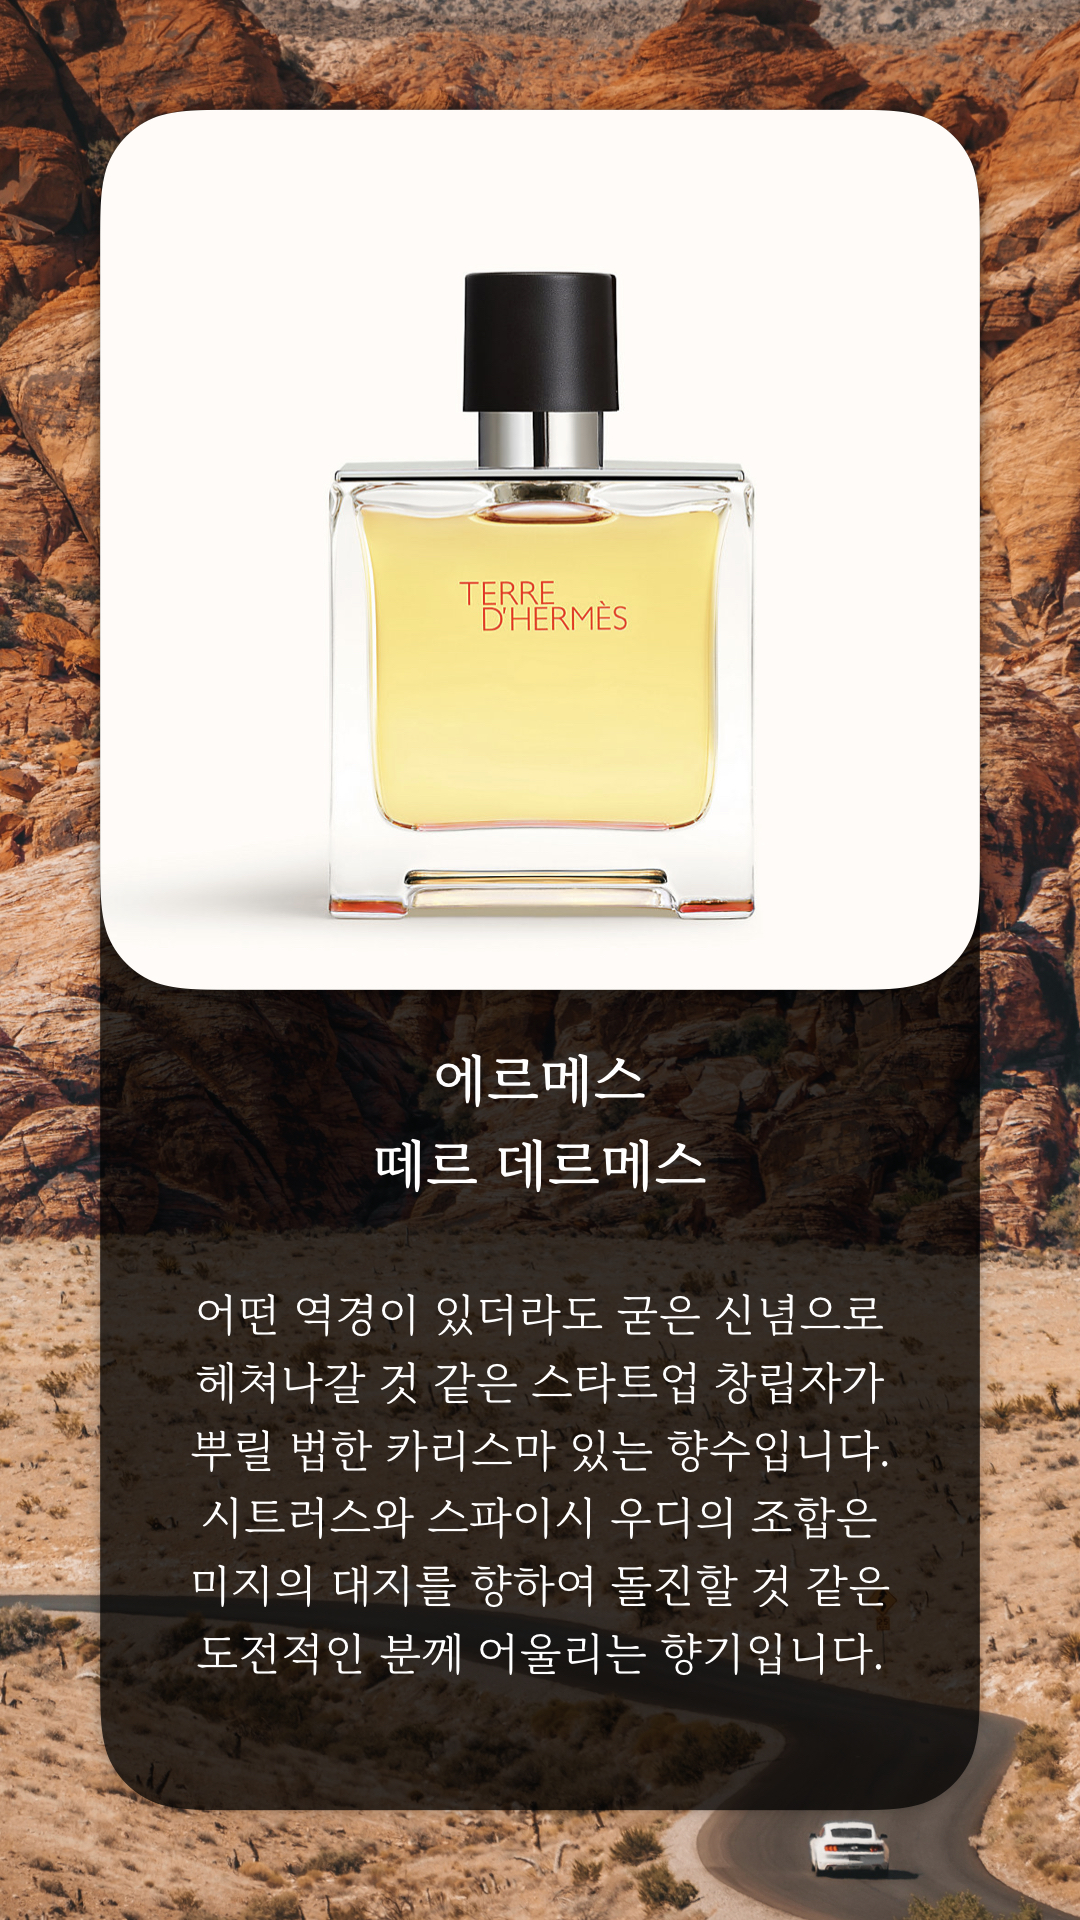 TERRE
D'HERMÈS
에르메스
떼르 데르메스
어떤 역경이 있더라도 굳은 신념으로
헤쳐나갈 것 같은 스타트업 창립자가
뿌릴 법한 카리스마 있는 향수입니다.
시트러스와 스파이시 우디의 조합은
미지의 대지를 향하여 돌진할 것 같은
도전적인 분께 어울리는 향기입니다.